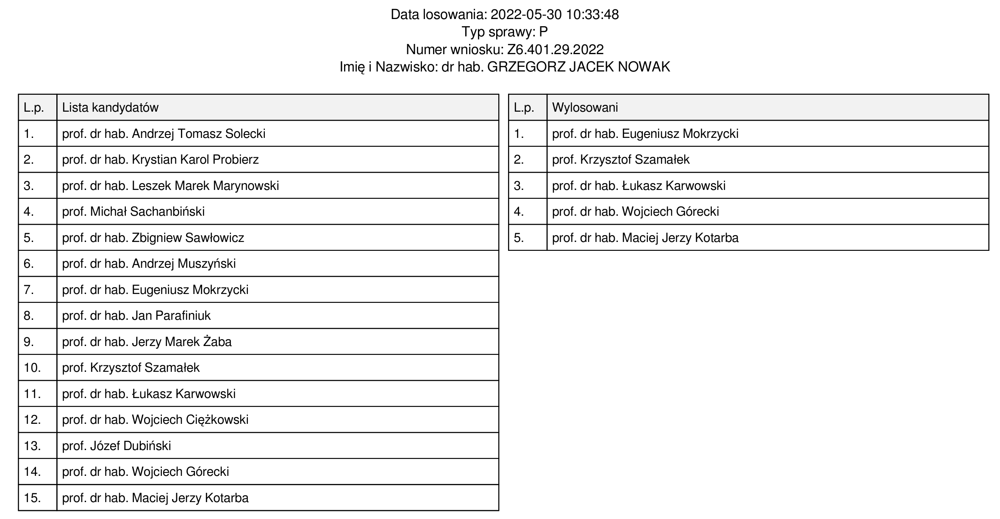 Data losowania: 2022-05-30 10:33:48
Typ sprawy: P
Numer wniosku: Z6.401.29.2022
Imię i Nazwisko: dr hab. GRZEGORZ JACEK NOWAK
L.p. Lista kandydatów
1. prof. dr hab. Andrzej Tomasz Solecki
2. prof. dr hab. Krystian Karol Probierz
3. prof. dr hab. Leszek Marek Marynowski
4. prof. Michał Sachanbiński
5. prof. dr hab. Zbigniew Sawłowicz
6. prof. dr hab. Andrzej Muszyński
7. prof. dr hab. Eugeniusz Mokrzycki
8. prof. dr hab. Jan Parafiniuk
9. prof. dr hab. Jerzy Marek Żaba
10. prof. Krzysztof Szamałek
11. prof. dr hab. Łukasz Karwowski
12. prof. dr hab. Wojciech Ciężkowski
13. prof. Józef Dubiński
14. prof. dr hab. Wojciech Górecki
15. prof. dr hab. Maciej Jerzy Kotarba
L.p. Wylosowani
1. prof. dr hab. Eugeniusz Mokrzycki
2. prof. Krzysztof Szamałek
3. prof. dr hab. Łukasz Karwowski
4. prof. dr hab. Wojciech Górecki
5. prof. dr hab. Maciej Jerzy Kotarba